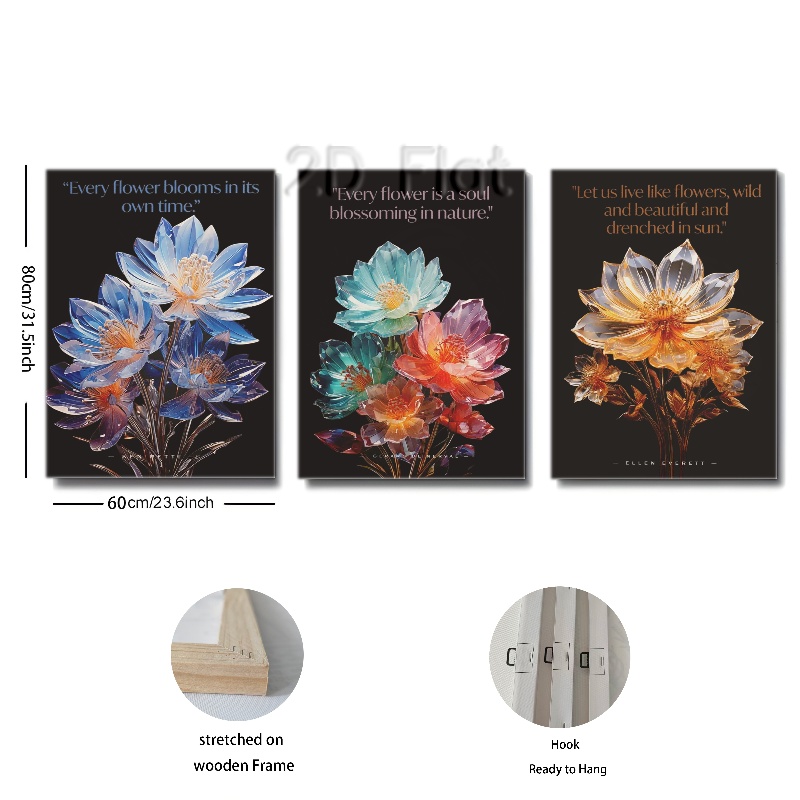 2D Flat
“Every flower blooms in its
own time.”
"Every flower is a soul
blossoming in nature."
"Let us live like flowers, wild
and beautiful and
drenched in sun."
— ELLEN EVERETT —
80cm/31.5inch
60cm/23.6inch
stretched on
wooden Frame
Hook
Ready to Hang